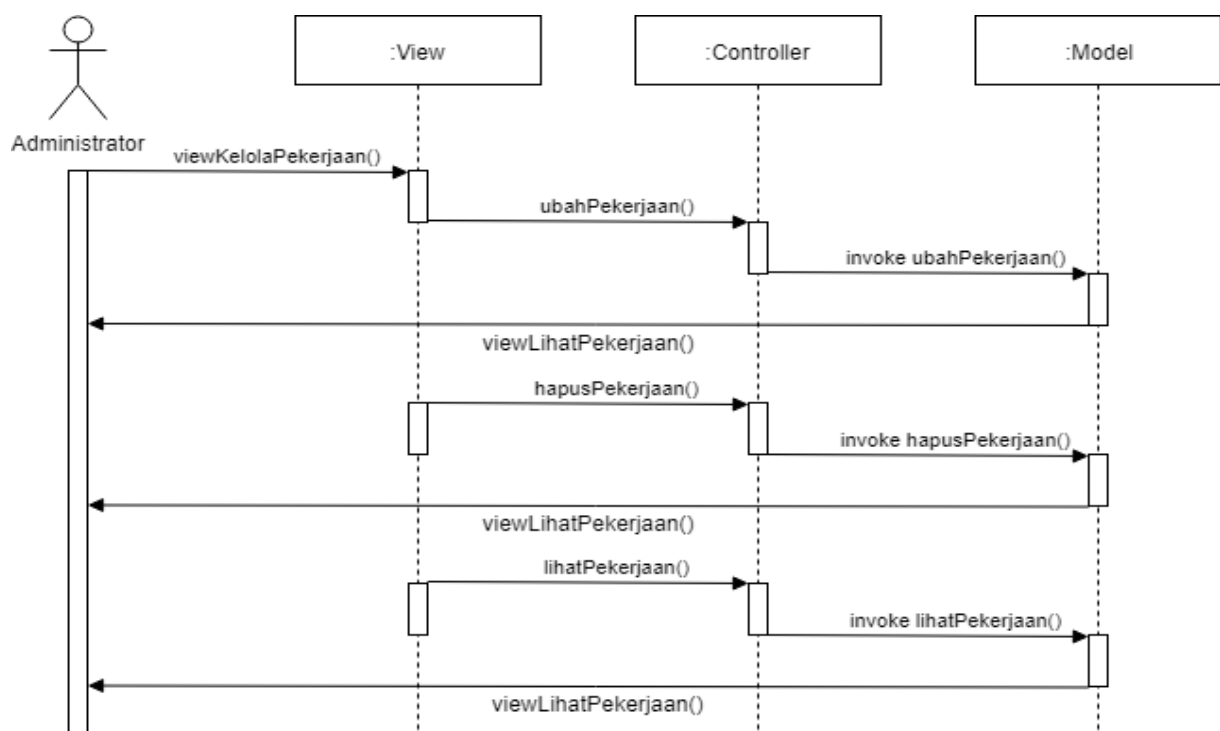 :View
:Controller
:Model
Administrator
viewKelolaPekerjaan()
ubahPekerjaan()
invoke ubahPekerjaan()
viewLihatPekerjaan()
hapusPekerjaan()
invoke hapusPekerjaan()
viewLihatPekerjaan()
lihatPekerjaan()
invoke lihatPekerjaan()
viewLihatPekerjaan()